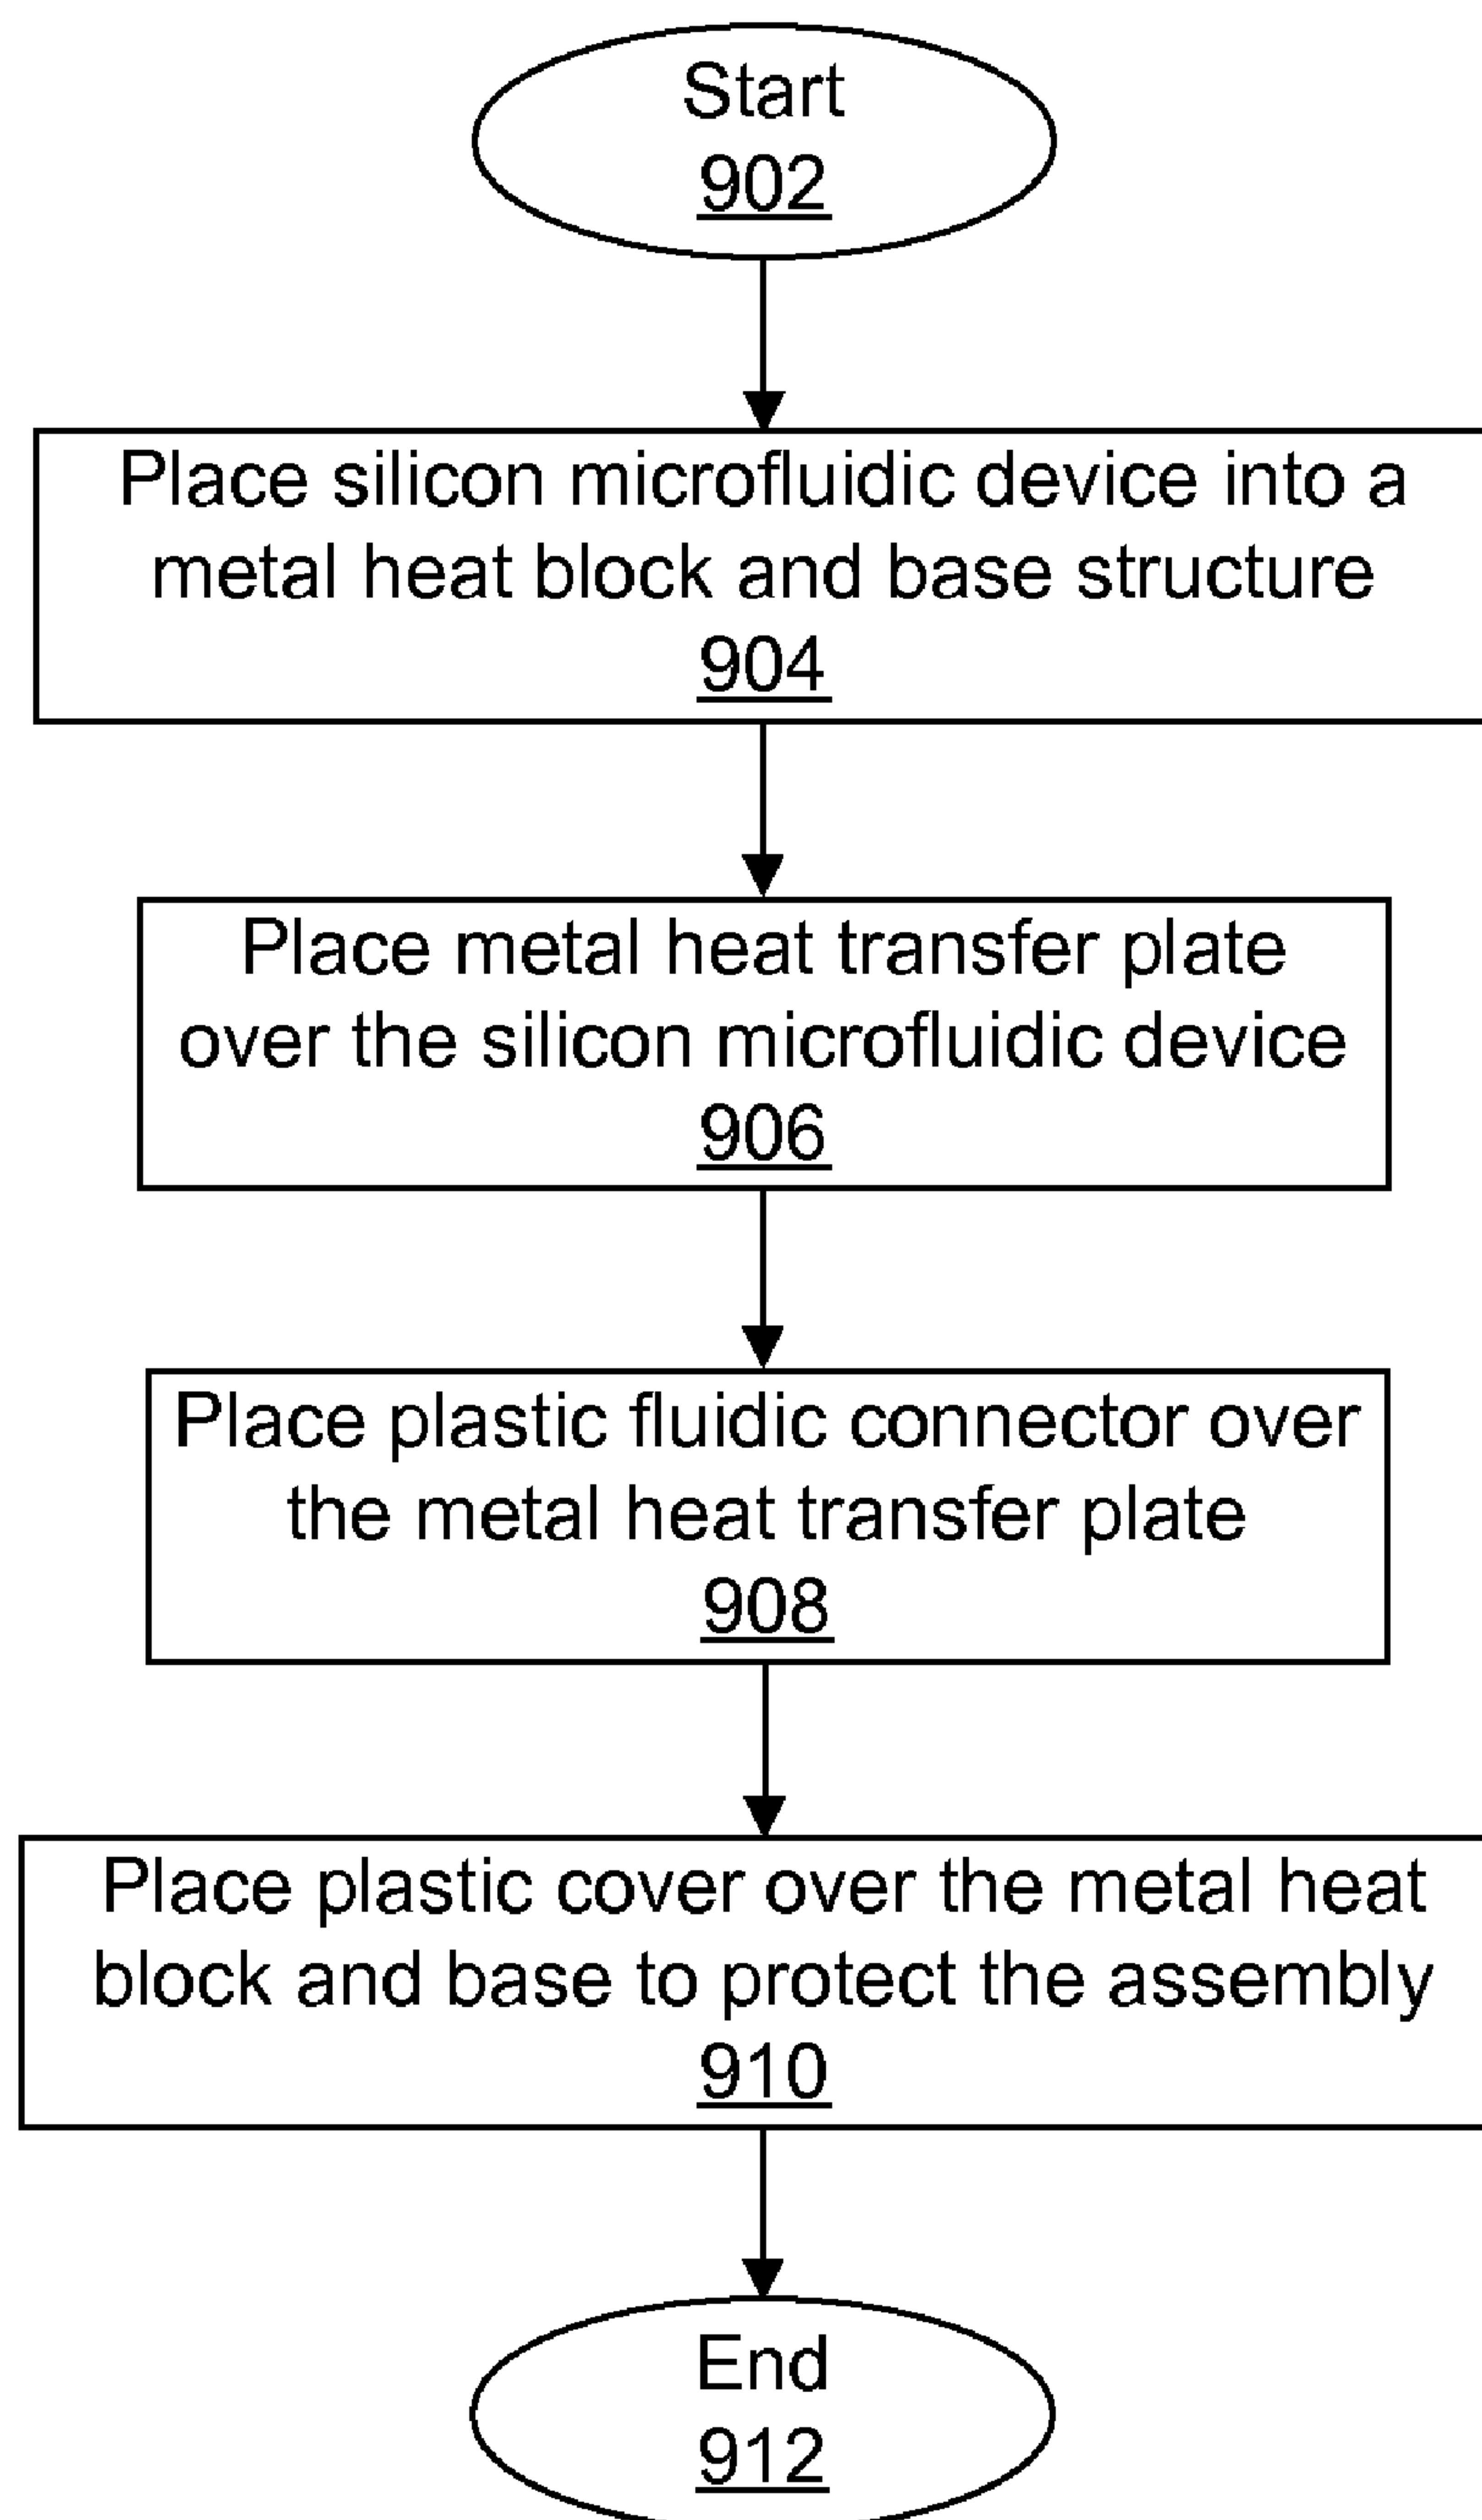 Start
902
Place silicon microfluidic device into a
metal heat block and base structure
904
Place metal heat transfer plate
over the silicon microfluidic device
906
Place plastic fluidic connector over
the metal heat transfer plate
908
Place plastic cover over the metal heat
block and base to protect the assembly
910
End
912